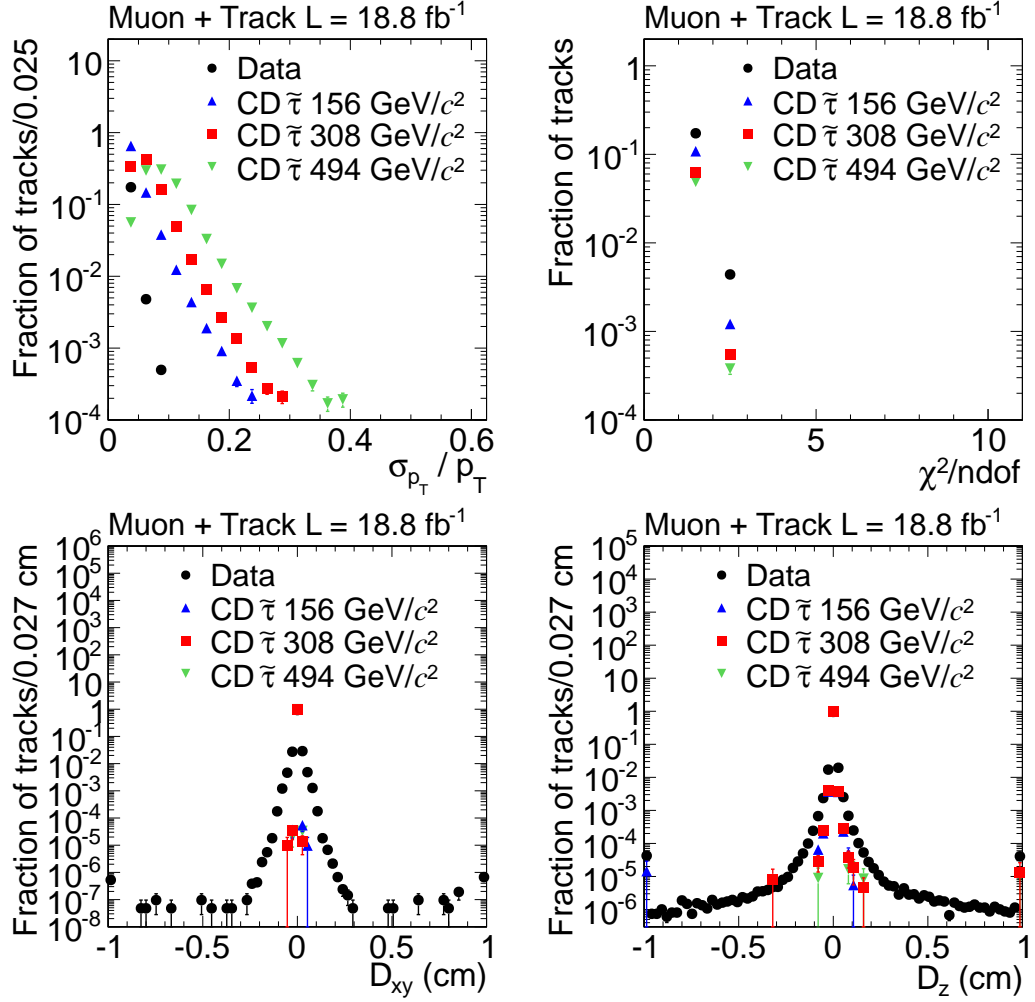 Muon + Track L = 18.8 fb⁻¹
Fraction of tracks/0.025
10
1
10⁻¹
10⁻²
10⁻³
10⁻⁴
Data
CD τ̃ 156 GeV/c²
CD τ̃ 308 GeV/c²
CD τ̃ 494 GeV/c²
0 0.2 0.4 0.6
σ_{p_T} / p_T
Muon + Track L = 18.8 fb⁻¹
Fraction of tracks
1
10⁻¹
10⁻²
10⁻³
10⁻⁴
Data
CD τ̃ 156 GeV/c²
CD τ̃ 308 GeV/c²
CD τ̃ 494 GeV/c²
0 5 10
χ²/ndof
Muon + Track L = 18.8 fb⁻¹
Fraction of tracks/0.027 cm
10⁶
10⁵
10⁴
10³
10²
10
1
10⁻¹
10⁻²
10⁻³
10⁻⁴
10⁻⁵
10⁻⁶
10⁻⁷
10⁻⁸
Data
CD τ̃ 156 GeV/c²
CD τ̃ 308 GeV/c²
CD τ̃ 494 GeV/c²
-1 -0.5 0 0.5 1
D_{xy} (cm)
Muon + Track L = 18.8 fb⁻¹
Fraction of tracks/0.027 cm
10⁵
10⁴
10³
10²
10
1
10⁻¹
10⁻²
10⁻³
10⁻⁴
10⁻⁵
10⁻⁶
Data
CD τ̃ 156 GeV/c²
CD τ̃ 308 GeV/c²
CD τ̃ 494 GeV/c²
-1 -0.5 0 0.5 1
D_z (cm)